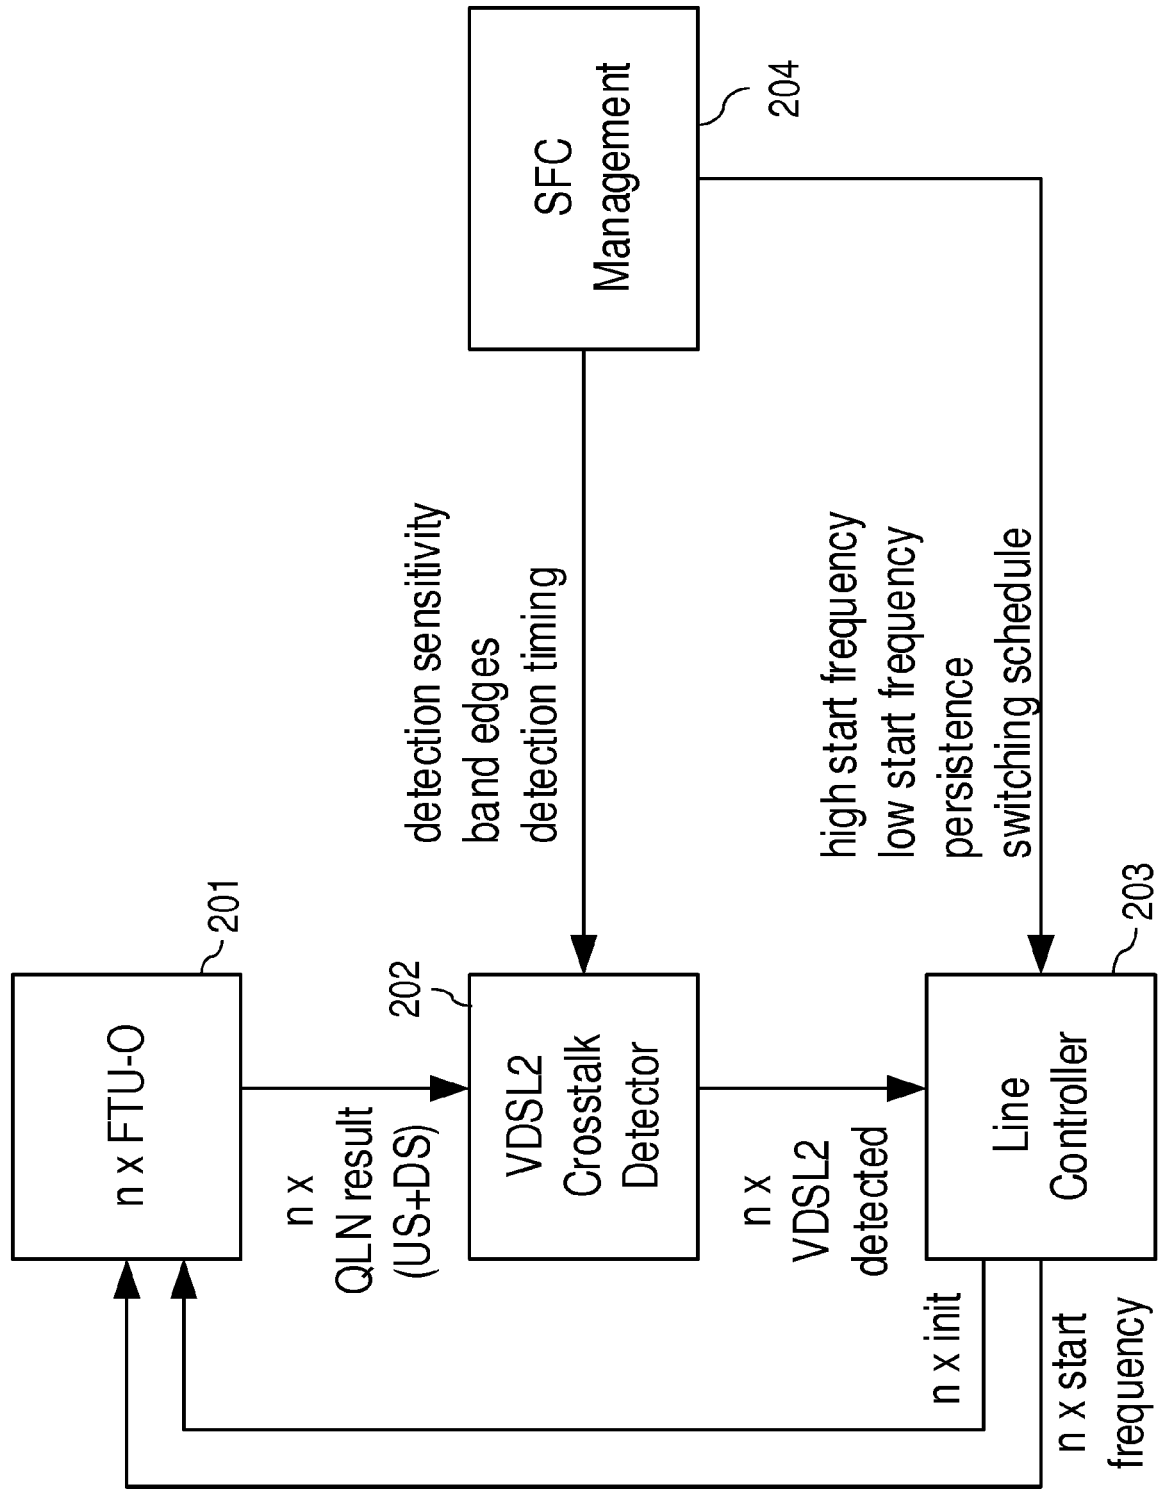 n x FTU-O
201
n x
QLN result
(US+DS)
202
VDSL2
Crosstalk
Detector
n x
VDSL2
detected
Line
Controller
203
n x init
n x start
frequency
detection sensitivity
band edges
detection timing
high start frequency
low start frequency
persistence
switching schedule
SFC
Management
204